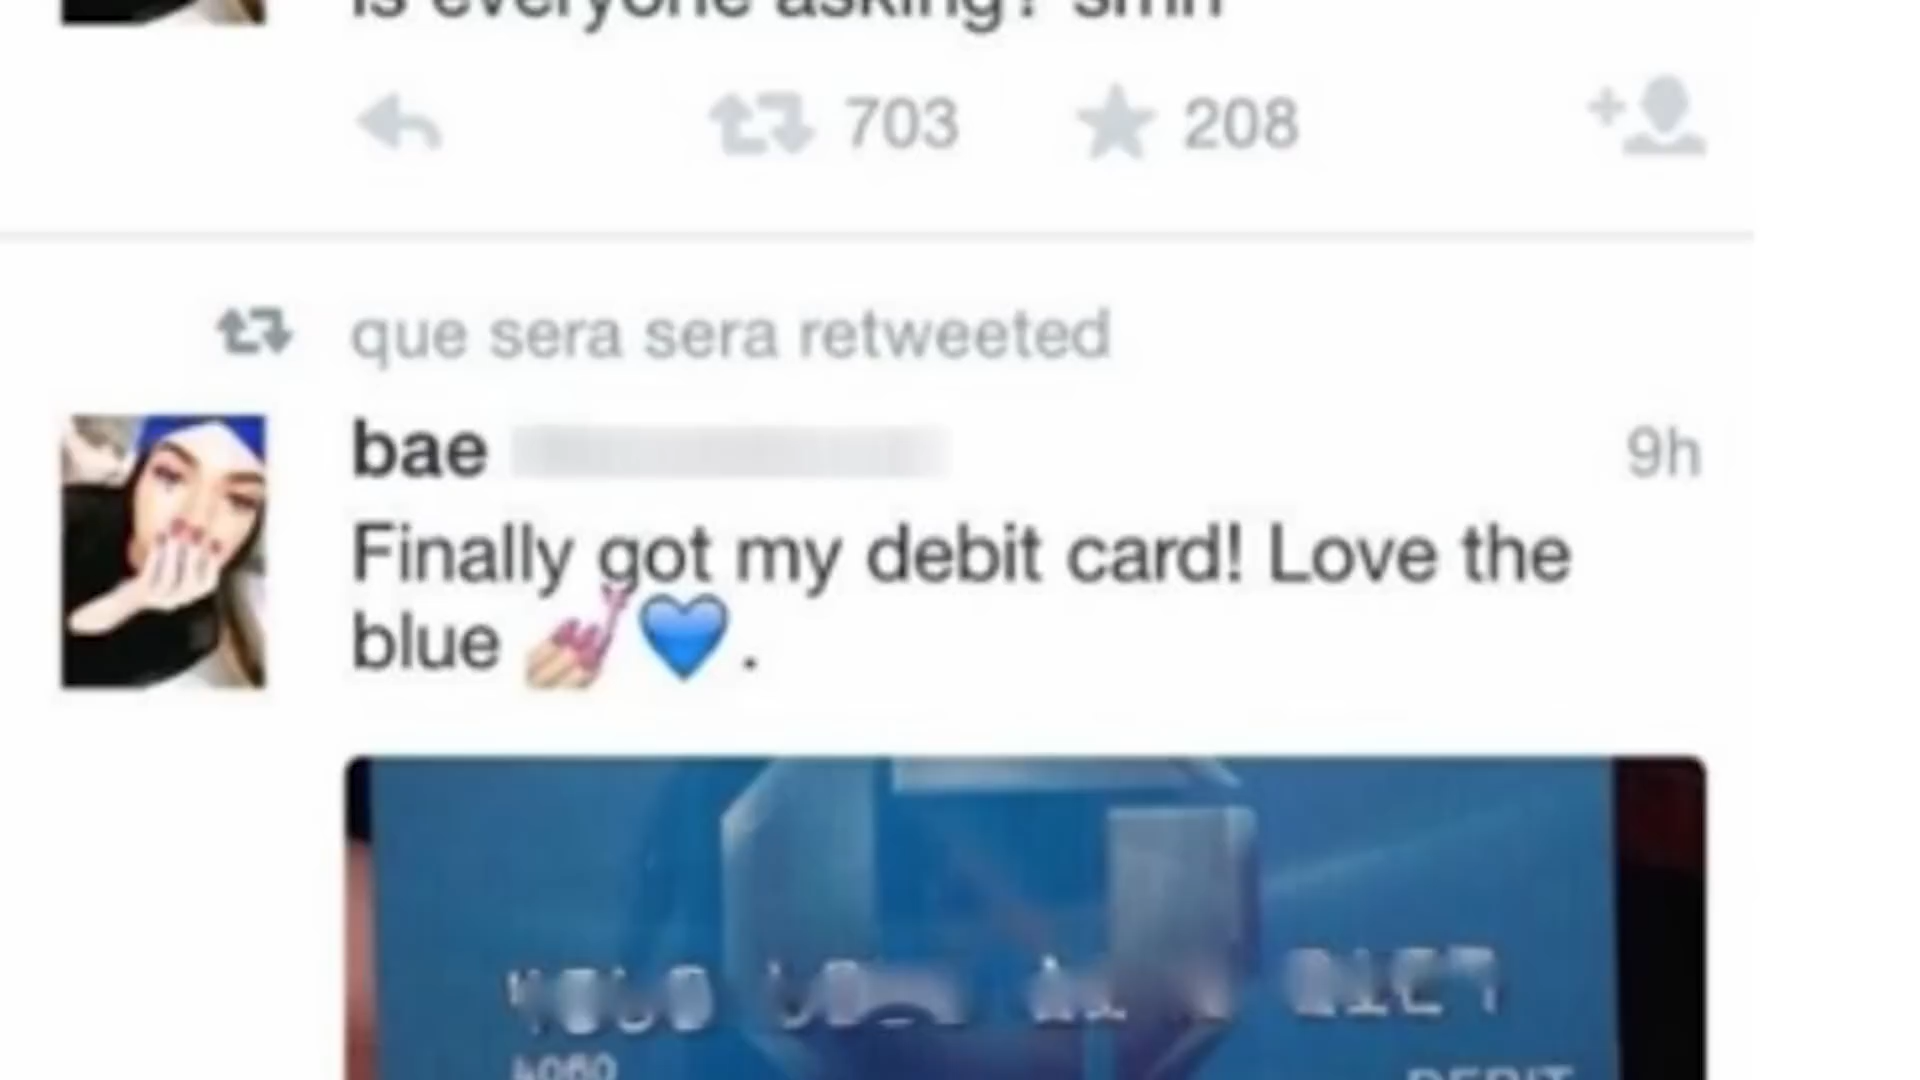 is everyone asking? smh
703 208
que sera sera retweeted
bae 9h
Finally got my debit card! Love the
blue 💅💙.
DEBIT